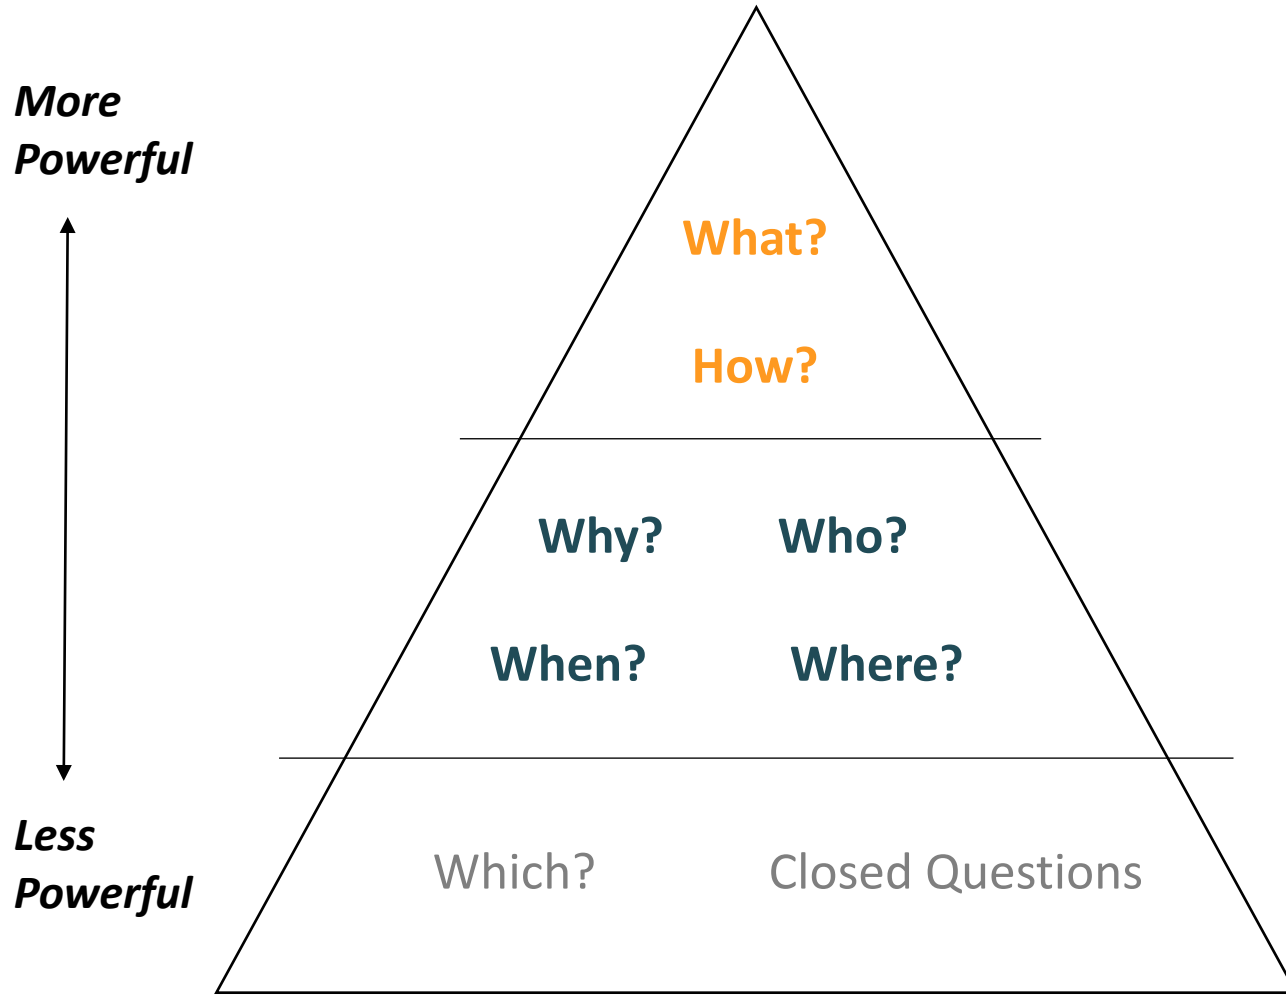 More
Powerful
What?
How?
Why? Who?
When? Where?
Less
Powerful
Which? Closed Questions